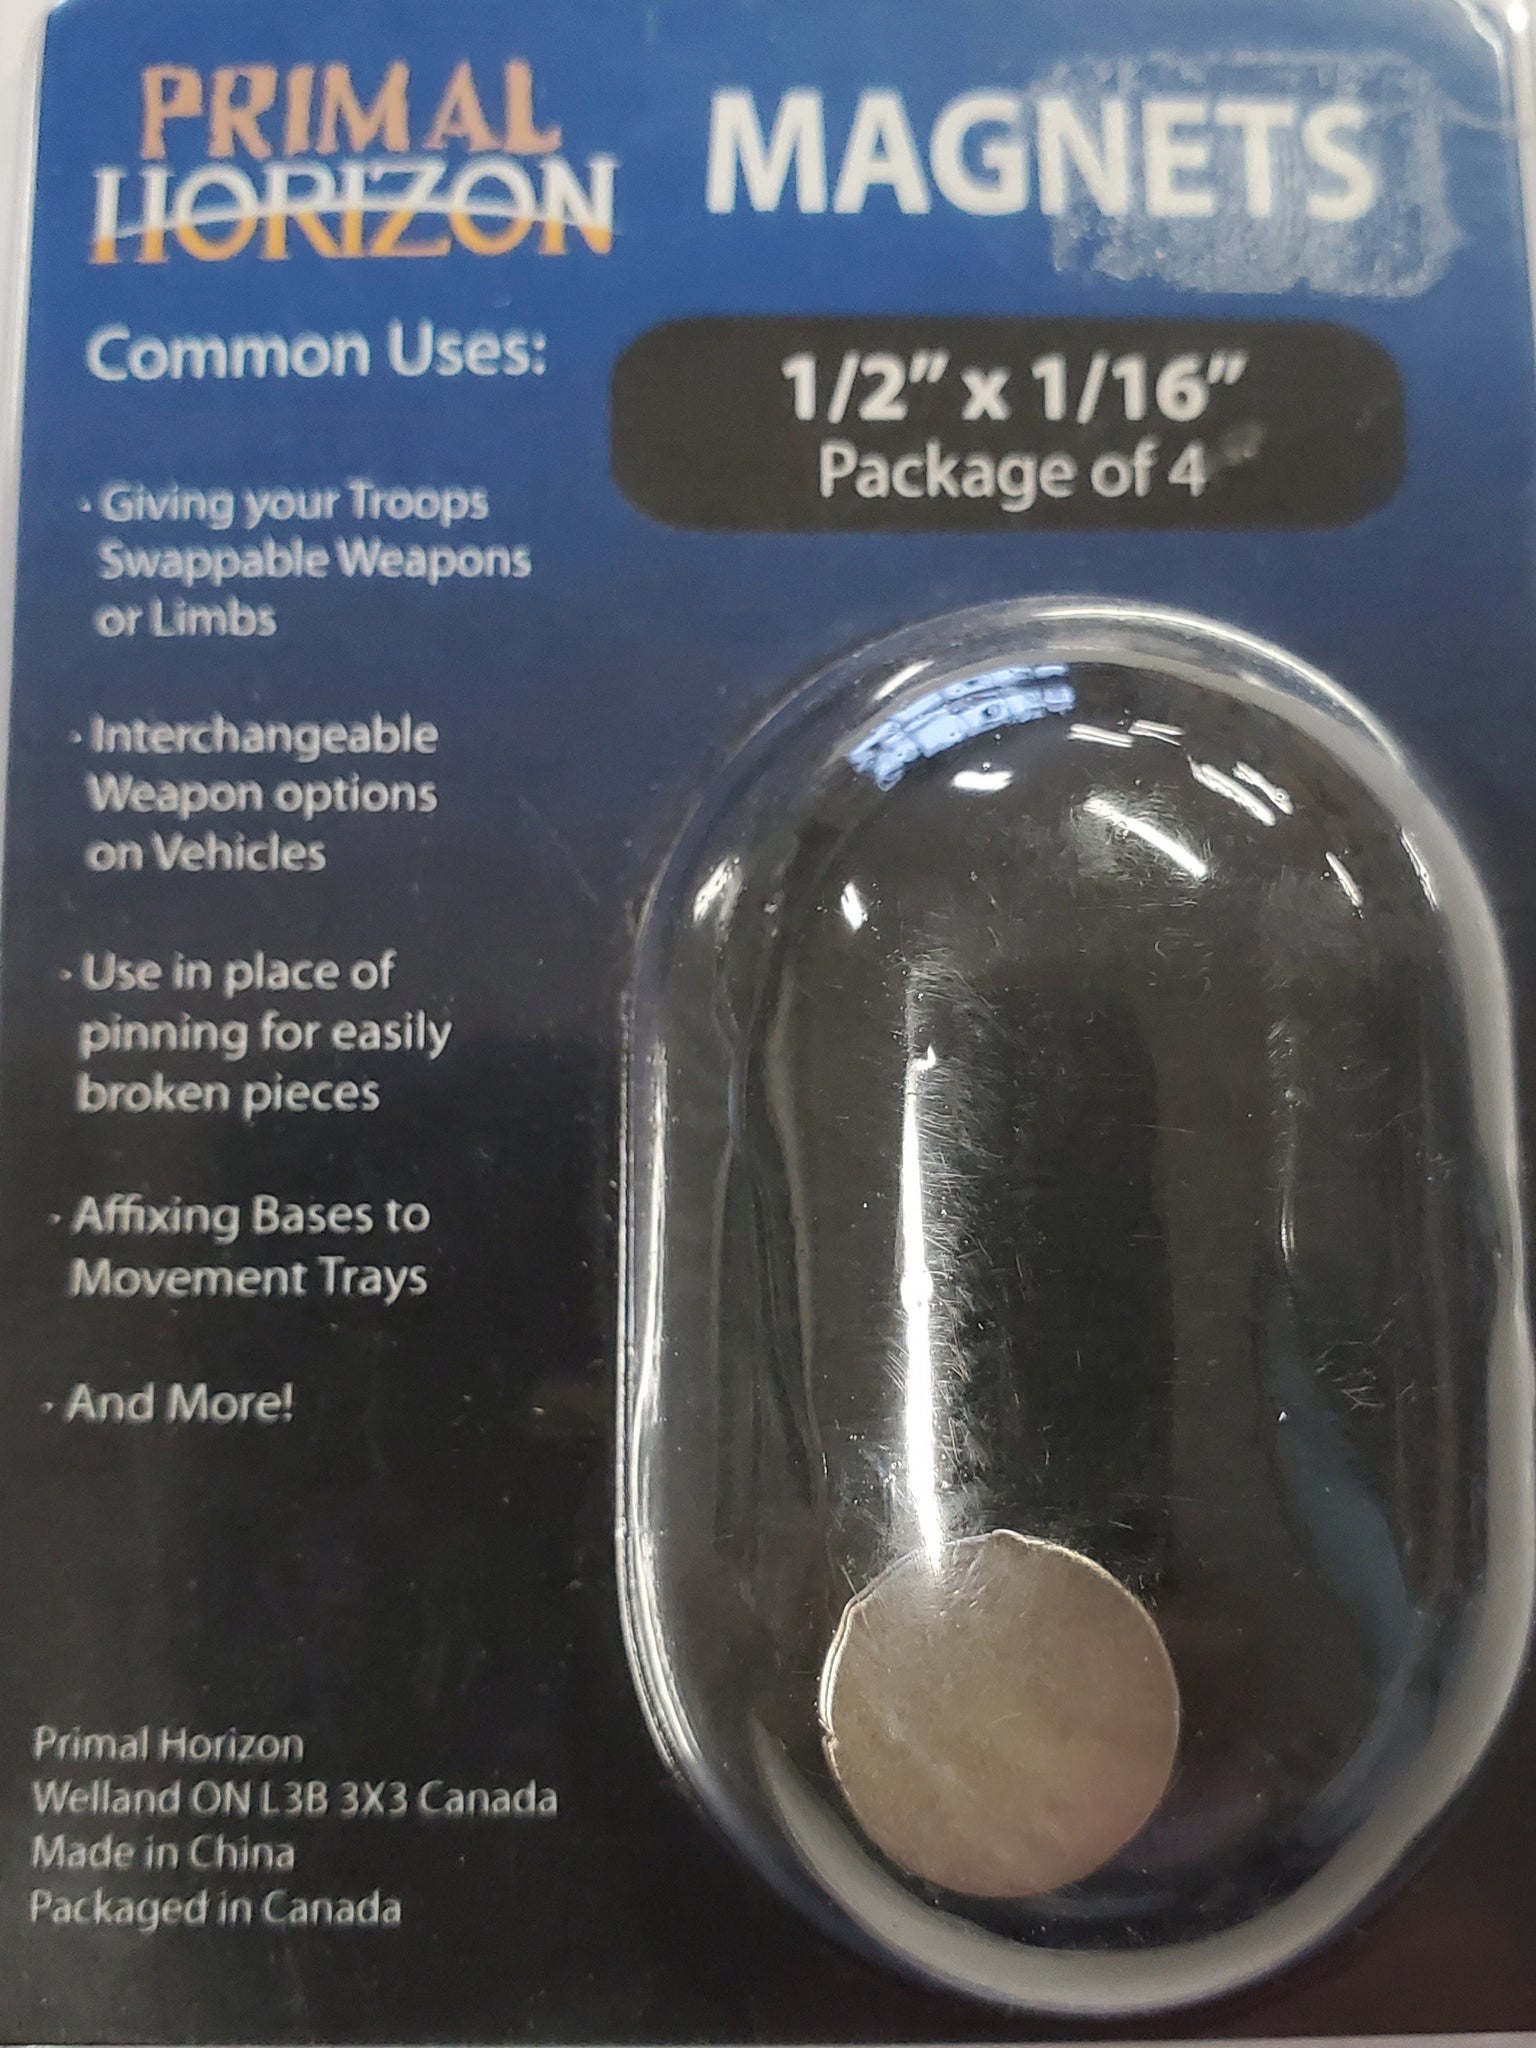 PRIMAL
HORIZON
MAGNETS
1/2” x 1/16”
Package of 4
Common Uses:
· Giving your Troops
Swappable Weapons
or Limbs
· Interchangeable
Weapon options
on Vehicles
· Use in place of
pinning for easily
broken pieces
· Affixing Bases to
Movement Trays
· And More!
Primal Horizon
Welland ON L3B 3X3 Canada
Made in China
Packaged in Canada